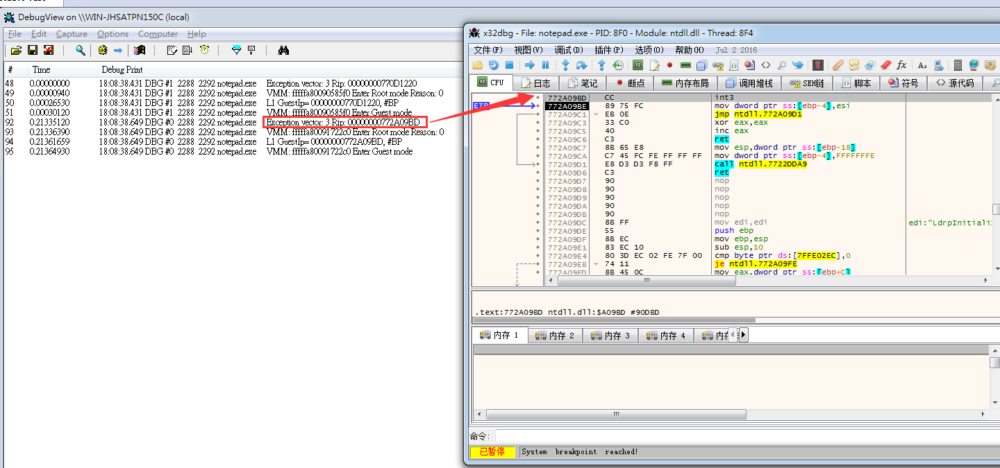 DebugView on \\WIN-JHSATPN150C (local)
File Edit Capture Options Computer Help
# Time Debug Print
48 0.00000000 18:08:38.431 DBG #1 2288 2292 notepad.exe Exception vector: 3 Rip: 00000000770D1220
49 0.00000940 18:08:38.431 DBG #1 2288 2292 notepad.exe VMM: fffffa80090585f0 Enter Root mode Reason: 0
50 0.00026530 18:08:38.431 DBG #1 2288 2292 notepad.exe L1 GuestIp= 00000000770D1220, #BP
51 0.00030120 18:08:38.431 DBG #1 2288 2292 notepad.exe VMM: fffffa80090585f0 Enter Guest mode
92 0.21335120 18:08:38.649 DBG #0 2288 2292 notepad.exe Exception vector: 3 Rip: 00000000772A09BD
93 0.21336390 18:08:38.649 DBG #0 2288 2292 notepad.exe VMM: fffffa80091722c0 Enter Root mode Reason: 0
94 0.21361659 18:08:38.649 DBG #0 2288 2292 notepad.exe L1 GuestIp= 00000000772A09BD, #BP
95 0.21364930 18:08:38.649 DBG #0 2288 2292 notepad.exe VMM: fffffa80091722c0 Enter Guest mode
x32dbg - File: notepad.exe - PID: 8F0 - Module: ntdll.dll - Thread: 8F4
文件(F) 视图(V) 调试(D) 插件(P) 选项(O) 帮助(H) Jul 2 2016
CPU 日志 笔记 断点 内存布局 调用堆栈 SEH链 脚本 符号 源代码
772A09BD CC int3
EIP 772A09BE 89 75 FC mov dword ptr ss:[ebp-4],esi
772A09C1 EB 0E jmp ntdll.772A09D1
772A09C3 33 C0 xor eax,eax
772A09C5 40 inc eax
772A09C6 C3 ret
772A09C7 8B 65 E8 mov esp,dword ptr ss:[ebp-18]
772A09CA C7 45 FC FE FF FF FF mov dword ptr ss:[ebp-4],FFFFFFFE
772A09D1 E8 D3 D3 F8 FF call ntdll.7722DDA9
772A09D6 C3 ret
772A09D7 90 nop
772A09D8 90 nop
772A09D9 90 nop
772A09DA 90 nop
772A09DB 90 nop
772A09DC 8B FF mov edi,edi edi:"LdrpInitiali
772A09DE 55 push ebp
772A09DF 8B EC mov ebp,esp
772A09E1 83 EC 10 sub esp,10
772A09E4 80 3D EC 02 FE 7F 00 cmp byte ptr ds:[7FFE02EC],0
772A09EB 74 11 je ntdll.772A09FE
772A09ED 8B 45 0C mov eax,dword ptr ss:[ebp+C]
.text:772A09BD ntdll.dll:$A09BD #90DBD
内存 1 内存 2 内存 3 内存 4 内存
命令:
已暂停 System breakpoint reached!